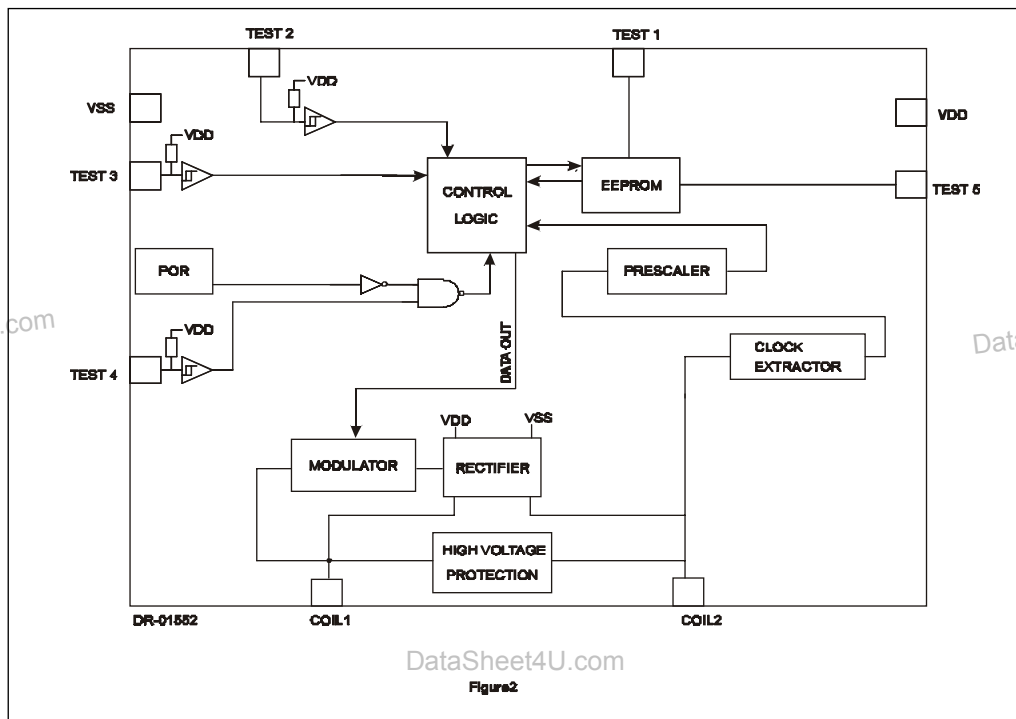 TEST 2
TEST 1
VDD
VSS
VDD
VDD
TEST 3
CONTROL
LOGIC
EEPROM
TEST 5
POR
PRESCALER
.com
VDD
DATA OUT
CLOCK
EXTRACTOR
Data
TEST 4
VDD
VSS
MODULATOR
RECTIFIER
HIGH VOLTAGE
PROTECTION
DR-01552
COIL1
COIL2
DataSheet4U.com
Figure2